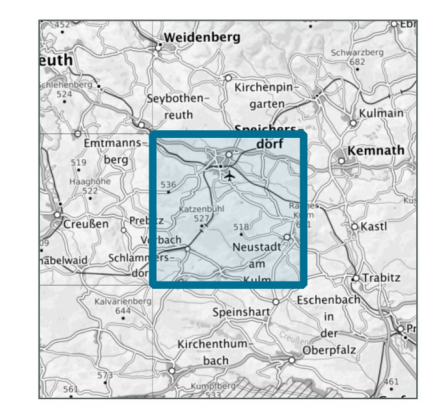 452
Weidenberg
Schwarzberg
682
euth
524
Seybothen-
reuth
Kirchenpin-
garten
Kulmain
Speichers-
dorf
Emtmanns-
berg
519
Haaghöhe
522
536
Kemnath
Katzenbühl
527
518
Creußen
Prebitz
Vorbach
Neustadt
am
Kulm
Kastl
Schlammers-
dorf
Trabitz
Kalvarienberg
644
Speinshart
Eschenbach
in
der
Oberpfalz
Kirchenthum-
bach
573
561
Kumpfberg
533
461